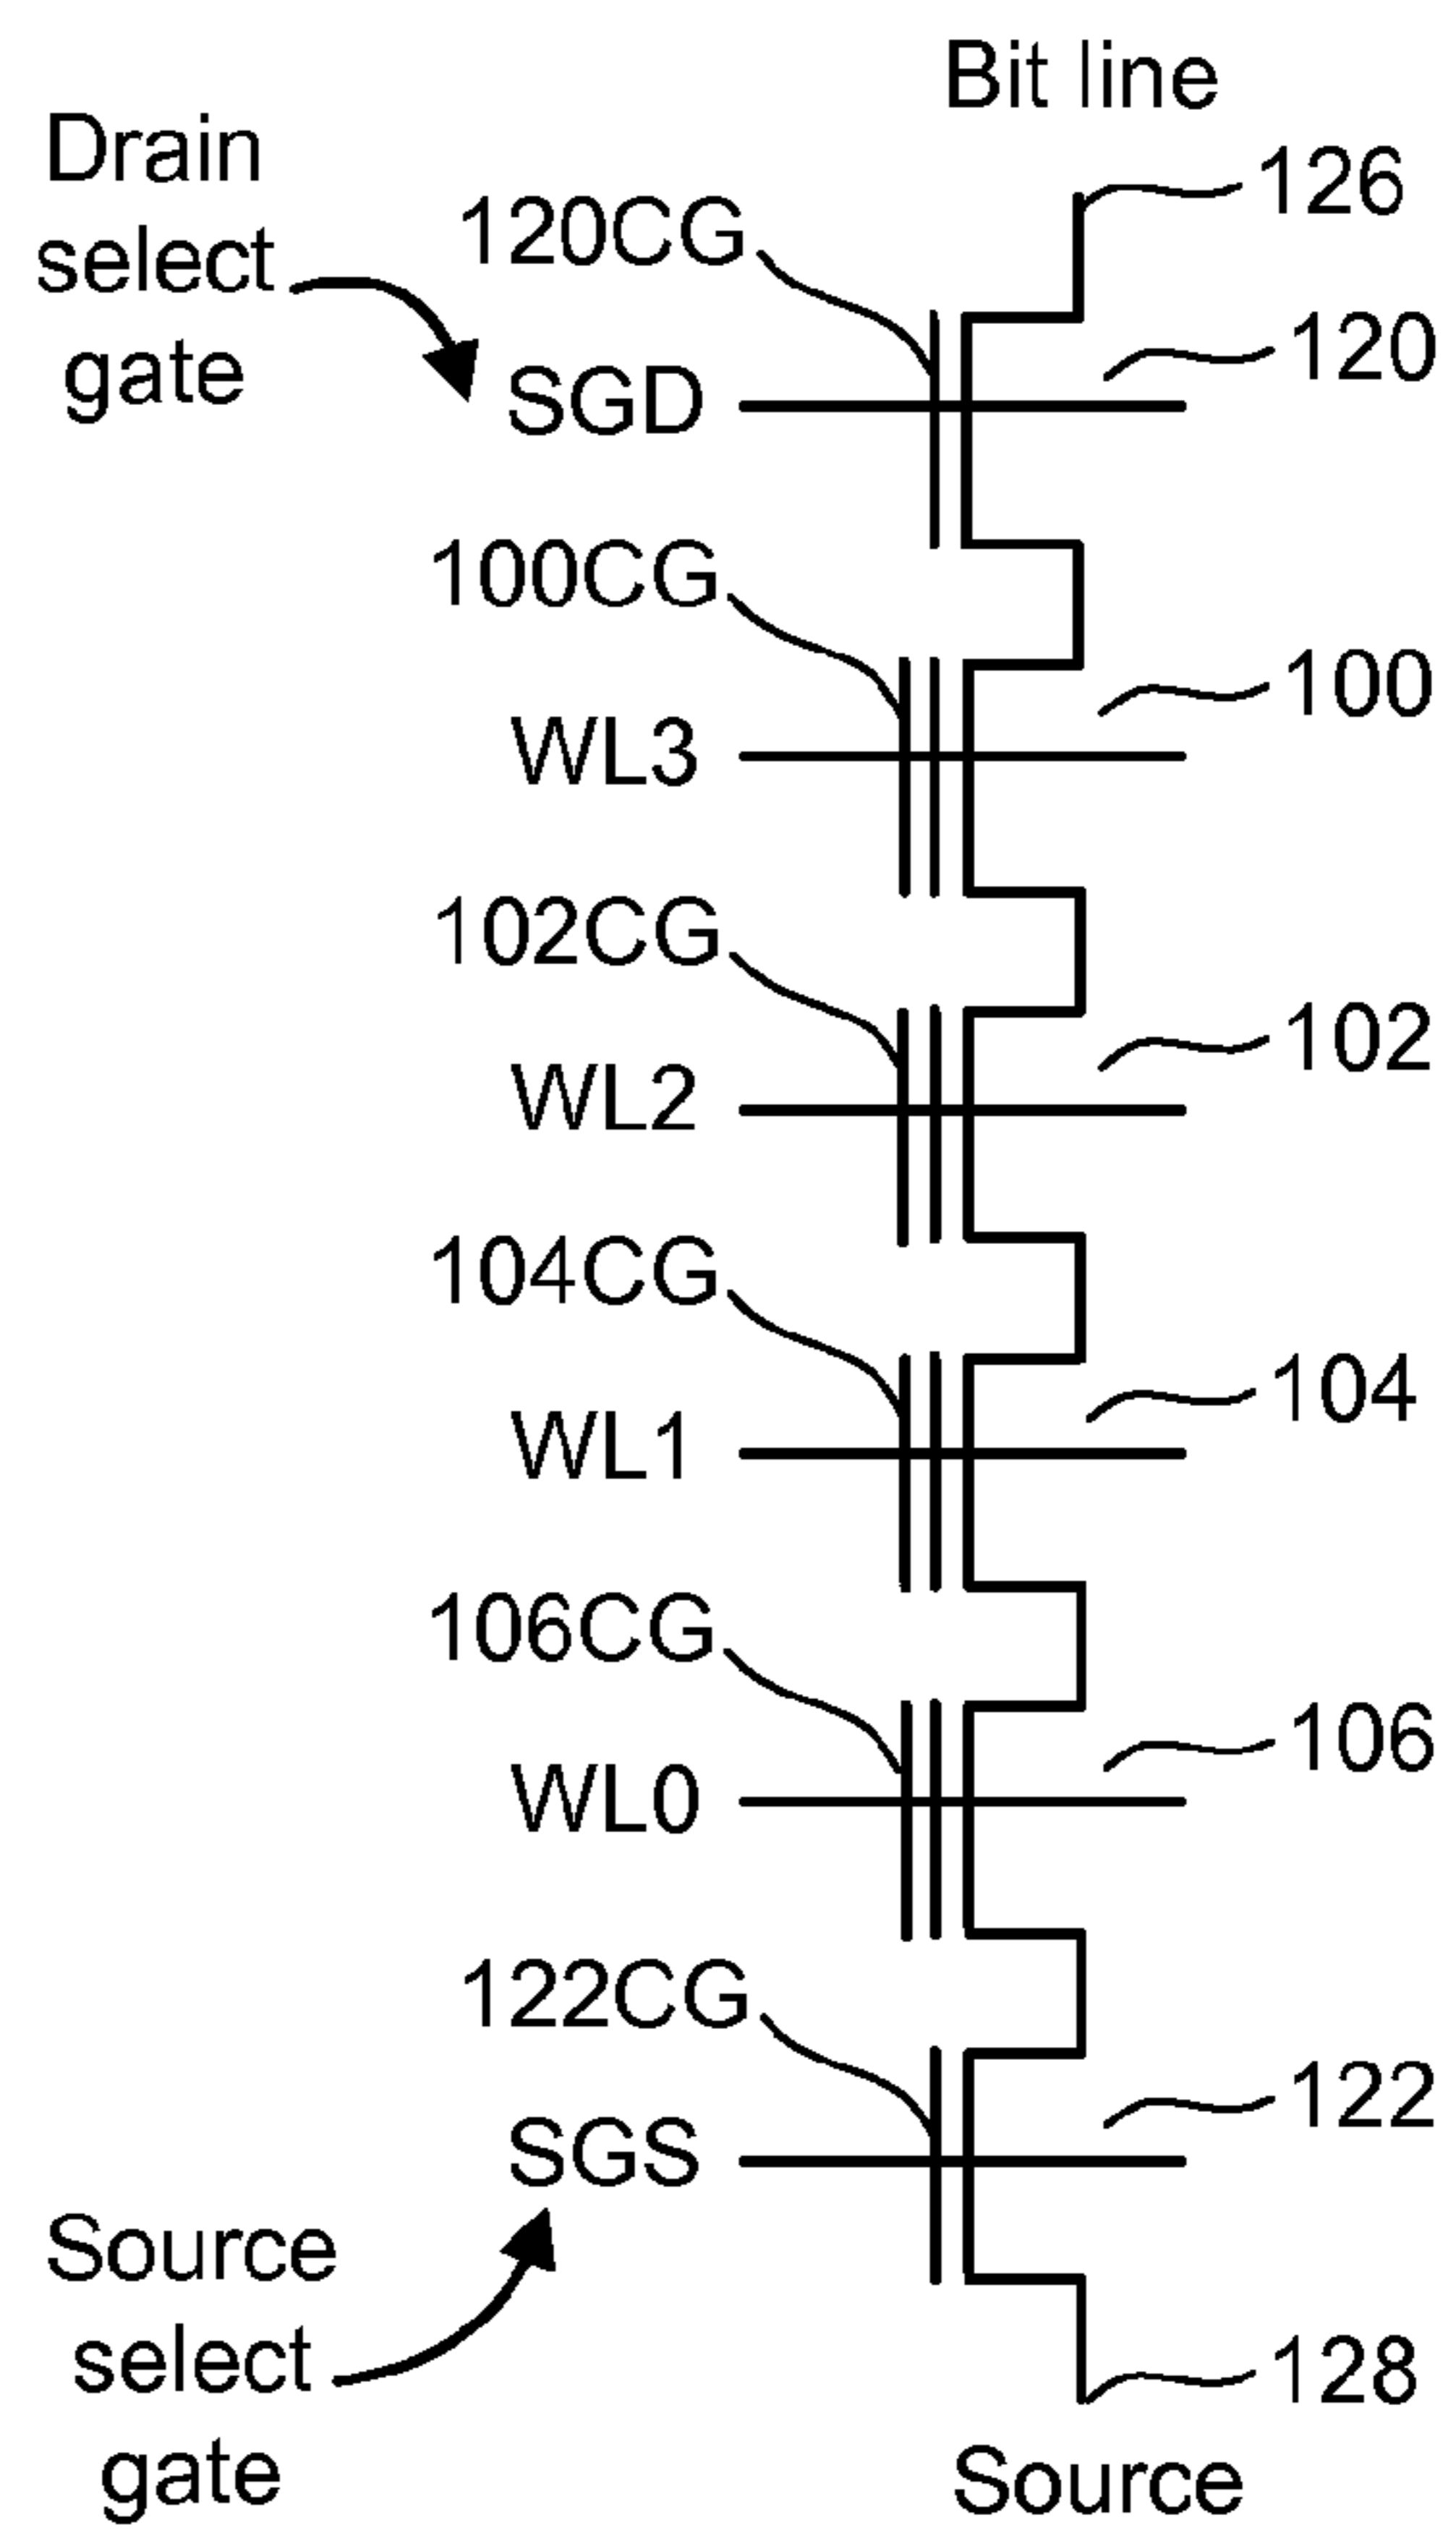 Bit line
126
Drain
select
gate
120CG
120
SGD
100CG
100
WL3
102CG
102
WL2
104CG
104
WL1
106CG
106
WL0
122CG
122
SGS
Source
select
gate
128
Source